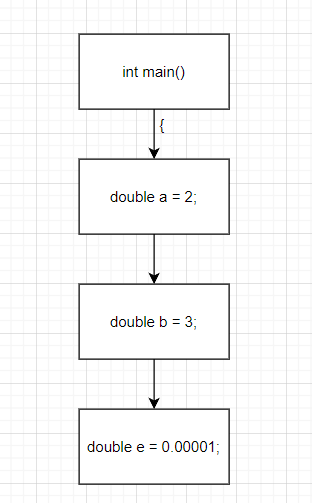 int main()
{
double a = 2;
double b = 3;
double e = 0.00001;